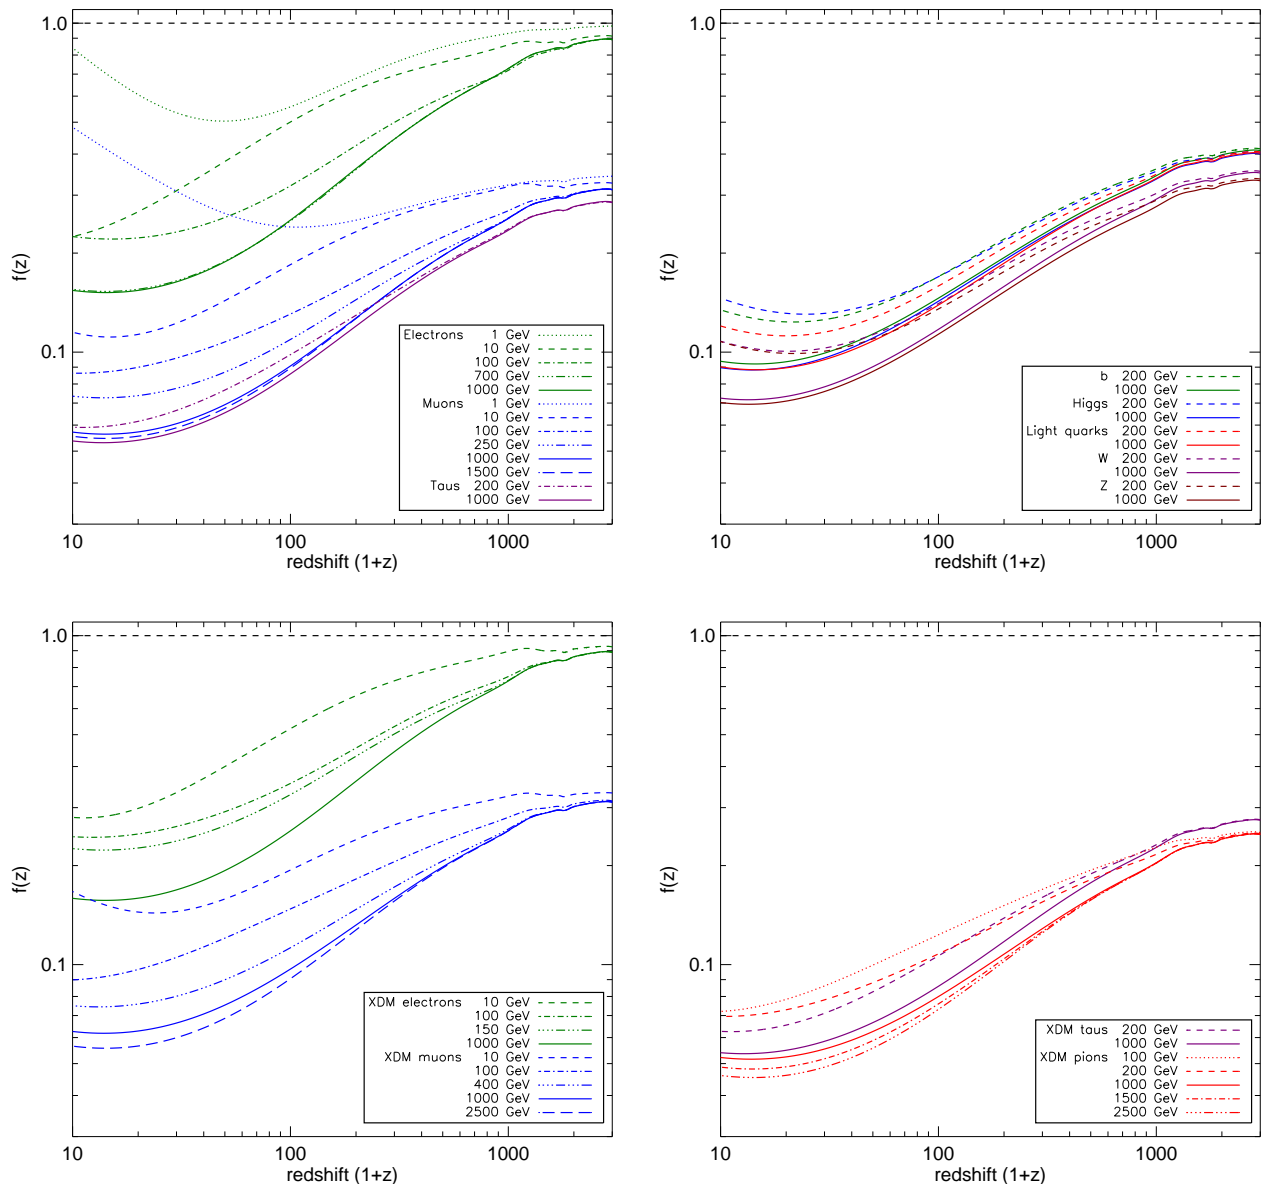 1.0
0.1
f(z)
Electrons 1 GeV
10 GeV
100 GeV
700 GeV
1000 GeV
Muons 1 GeV
10 GeV
100 GeV
250 GeV
1000 GeV
1500 GeV
Taus 200 GeV
1000 GeV
10 100 1000
redshift (1+z)
1.0
0.1
f(z)
b 200 GeV
1000 GeV
Higgs 200 GeV
1000 GeV
Light quarks 200 GeV
1000 GeV
W 200 GeV
1000 GeV
Z 200 GeV
1000 GeV
10 100 1000
redshift (1+z)
1.0
0.1
f(z)
XDM electrons 10 GeV
100 GeV
150 GeV
1000 GeV
XDM muons 10 GeV
100 GeV
400 GeV
1000 GeV
2500 GeV
10 100 1000
redshift (1+z)
1.0
0.1
f(z)
XDM taus 200 GeV
1000 GeV
XDM pions 100 GeV
200 GeV
1000 GeV
1500 GeV
2500 GeV
10 100 1000
redshift (1+z)